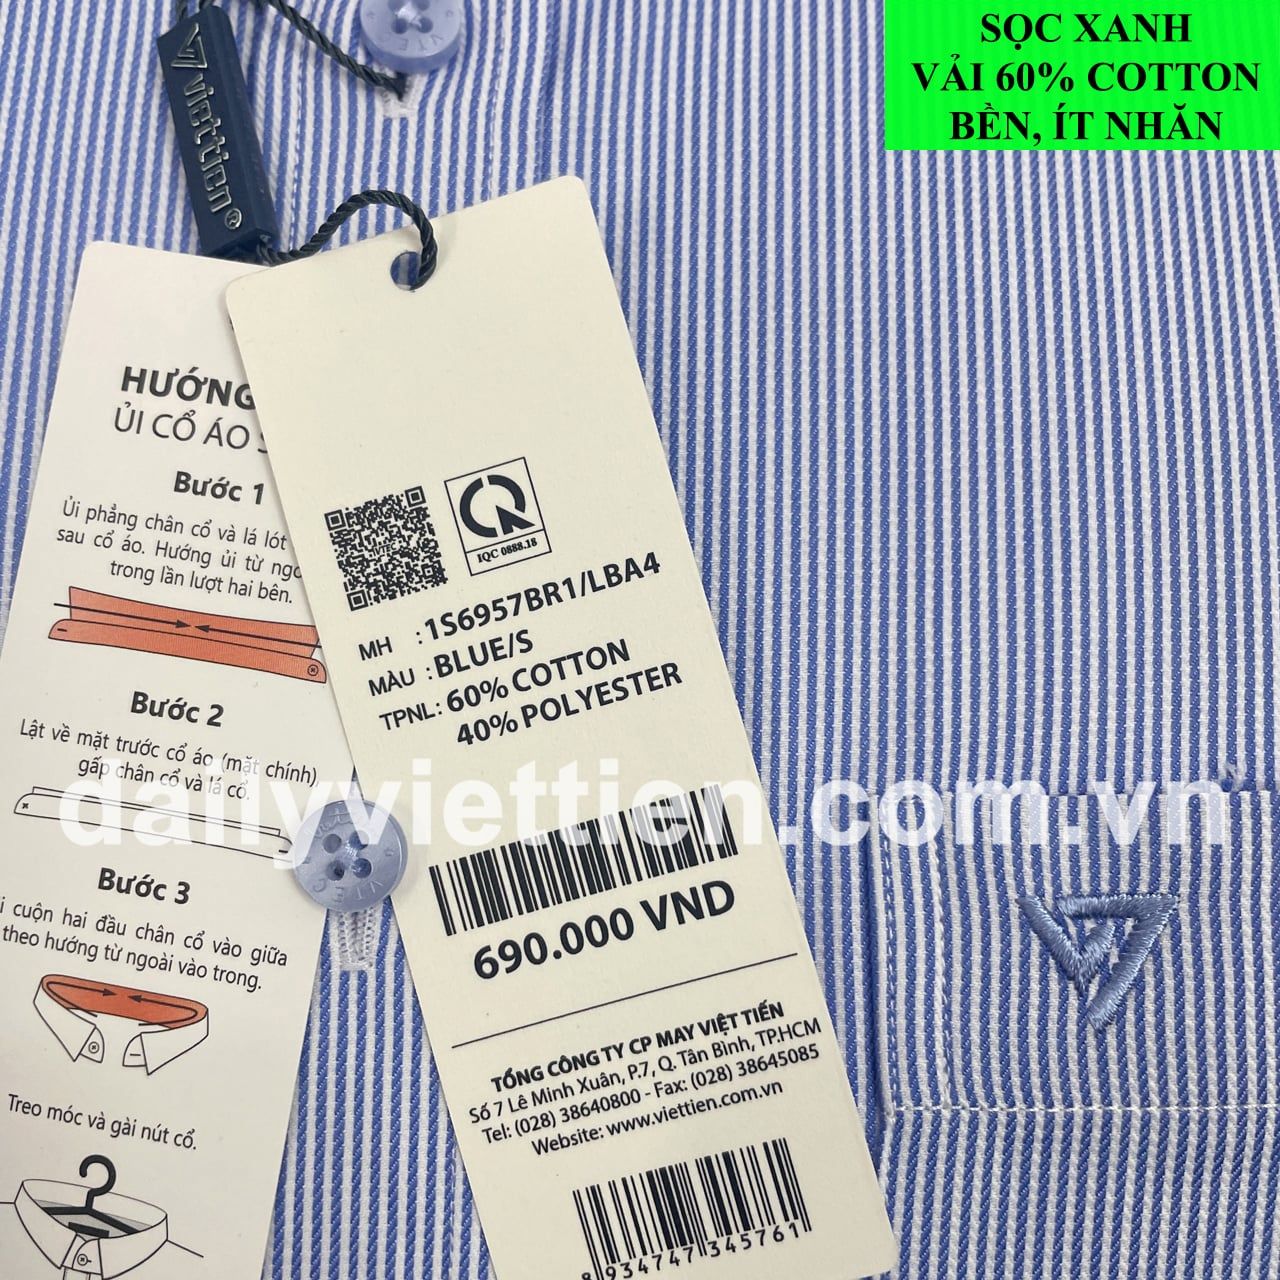 SỌC XANH
VẢI 60% COTTON
BỀN, ÍT NHĂN
viettien®
HƯỚNG
ỦI CỔ ÁO
Bước 1
Ủi phẳng chân cổ và lá lót
sau cổ áo. Hướng ủi từ
trong lần lượt hai bên.
Bước 2
Lật về mặt trước cổ áo (mặt chính),
gấp chân cổ và lá cổ.
Bước 3
cuộn hai đầu chân cổ vào giữa
theo hướng từ ngoài vào trong.
Treo móc và gài nút cổ.
IVTEC
IQC 0888.18
MH : 1S6957BR1/LBA4
MÀU : BLUE/S
TPNL: 60% COTTON
40% POLYESTER
dailyviettien.com.vn
690.000 VND
TỔNG CÔNG TY CP MAY VIỆT TIẾN
Số 7 Lê Minh Xuân, P.7, Q. Tân Bình, TP.HCM
Tel: (028) 38640800 - Fax: (028) 38645085
Website: www.viettien.com.vn
8 934747 345761